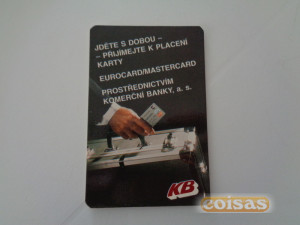 JDĚTE S DOBOU –
– PŘIJÍMEJTE K PLACENÍ
KARTY
EUROCARD/MASTERCARD
PROSTŘEDNICTVÍM
KOMERČNÍ BANKY, a. s.
KB
coisas